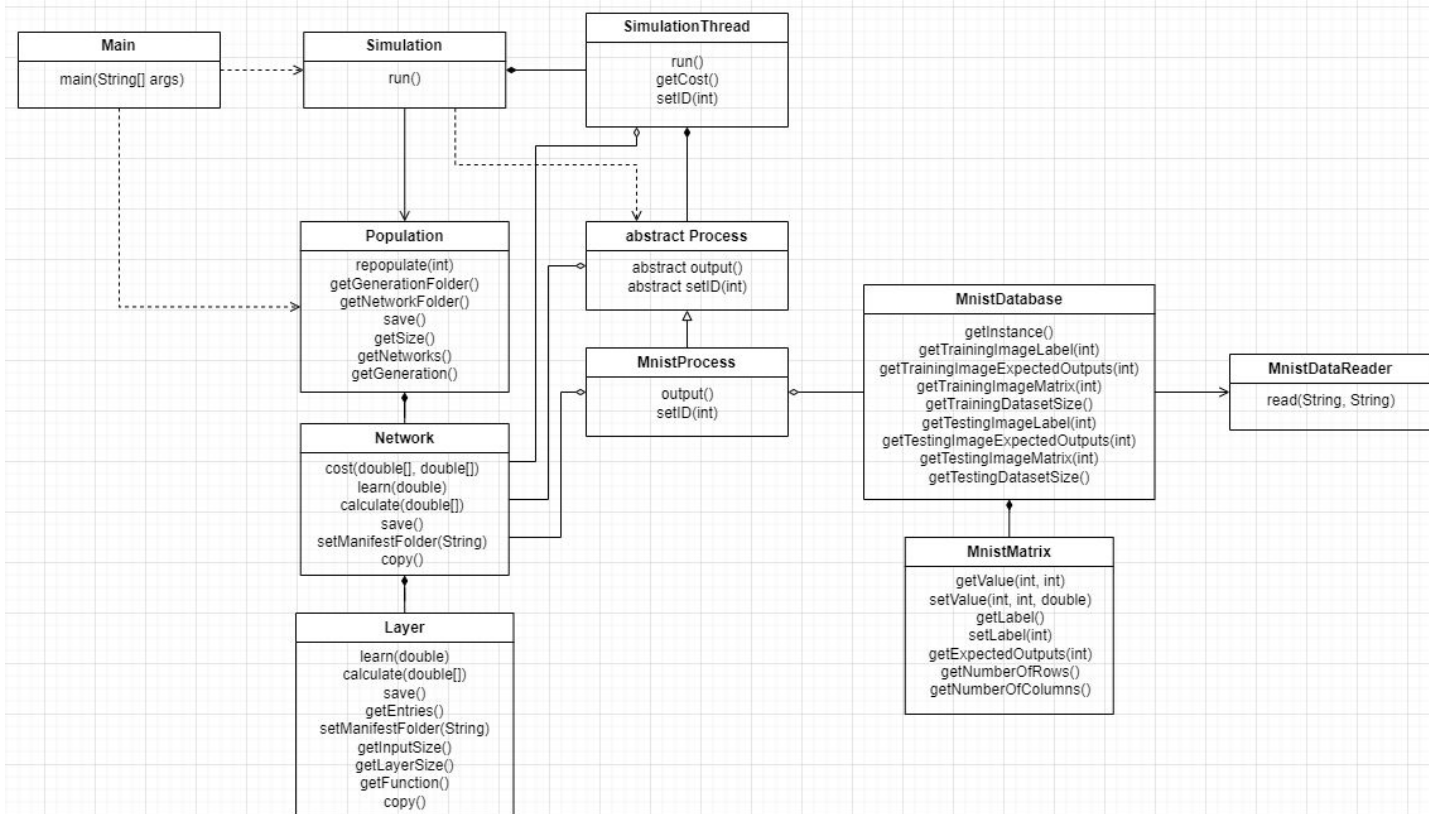 Main
main(String[] args)
Simulation
run()
SimulationThread
run()
getCost()
setID(int)
Population
repopulate(int)
getGenerationFolder()
getNetworkFolder()
save()
getSize()
getNetworks()
getGeneration()
abstract Process
abstract output()
abstract setID(int)
MnistProcess
output()
setID(int)
MnistDatabase
getInstance()
getTrainingImageLabel(int)
getTrainingImageExpectedOutputs(int)
getTrainingImageMatrix(int)
getTrainingDatasetSize()
getTestingImageLabel(int)
getTestingImageExpectedOutputs(int)
getTestingImageMatrix(int)
getTestingDatasetSize()
MnistDataReader
read(String, String)
Network
cost(double[], double[])
learn(double)
calculate(double[])
save()
setManifestFolder(String)
copy()
MnistMatrix
getValue(int, int)
setValue(int, int, double)
getLabel()
setLabel(int)
getExpectedOutputs(int)
getNumberOfRows()
getNumberOfColumns()
Layer
learn(double)
calculate(double[])
save()
getEntries()
setManifestFolder(String)
getInputSize()
getLayerSize()
getFunction()
copy()